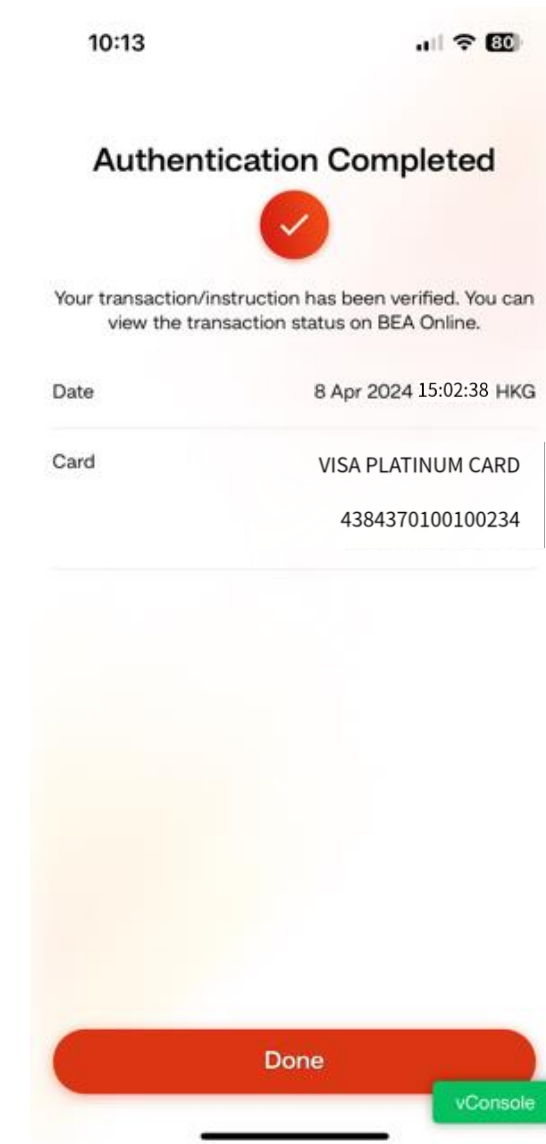 10:13
80
Authentication Completed
Your transaction/instruction has been verified. You can
view the transaction status on BEA Online.
Date 8 Apr 2024 15:02:38 HKG
Card VISA PLATINUM CARD
4384370100100234
Done
vConsole